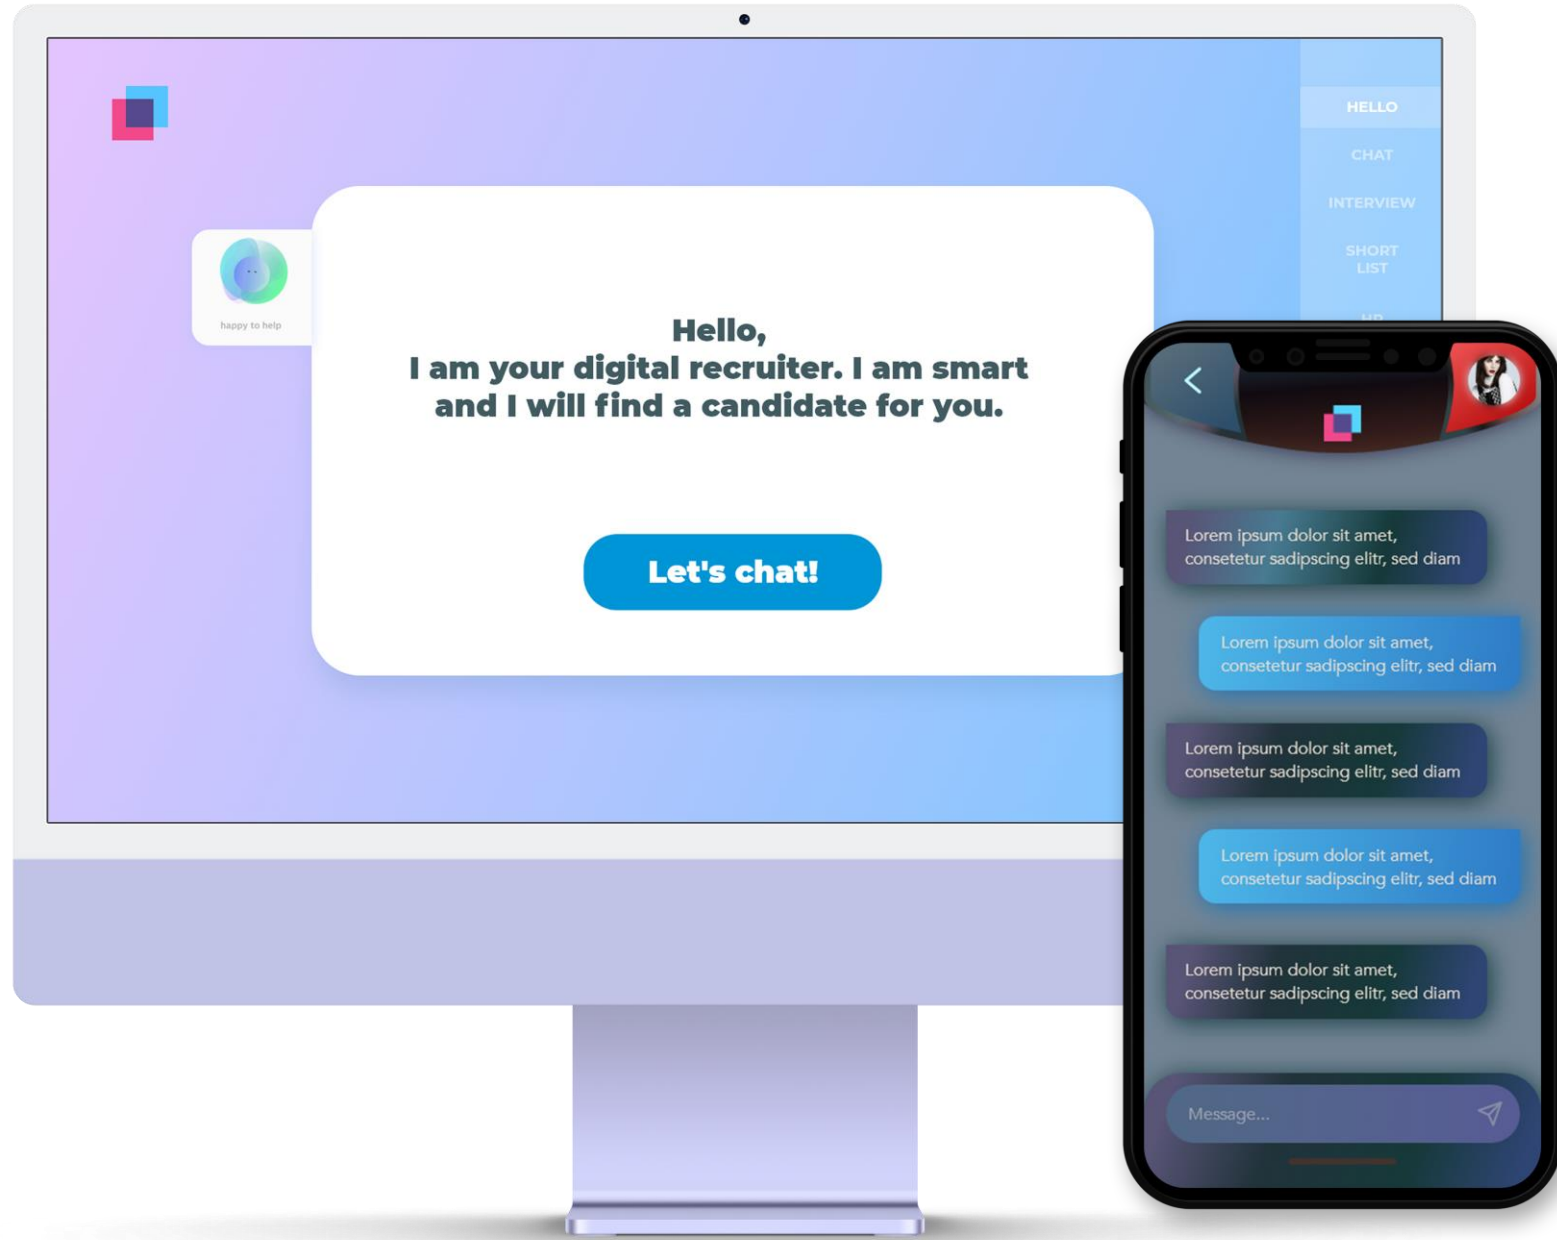 HELLO
CHAT
INTERVIEW
SHORT
LIST
happy to help
Hello,
I am your digital recruiter. I am smart
and I will find a candidate for you.
Let's chat!
Lorem ipsum dolor sit amet,
consetetur sadipscing elitr, sed diam
Lorem ipsum dolor sit amet,
consetetur sadipscing elitr, sed diam
Lorem ipsum dolor sit amet,
consetetur sadipscing elitr, sed diam
Lorem ipsum dolor sit amet,
consetetur sadipscing elitr, sed diam
Lorem ipsum dolor sit amet,
consetetur sadipscing elitr, sed diam
Message...